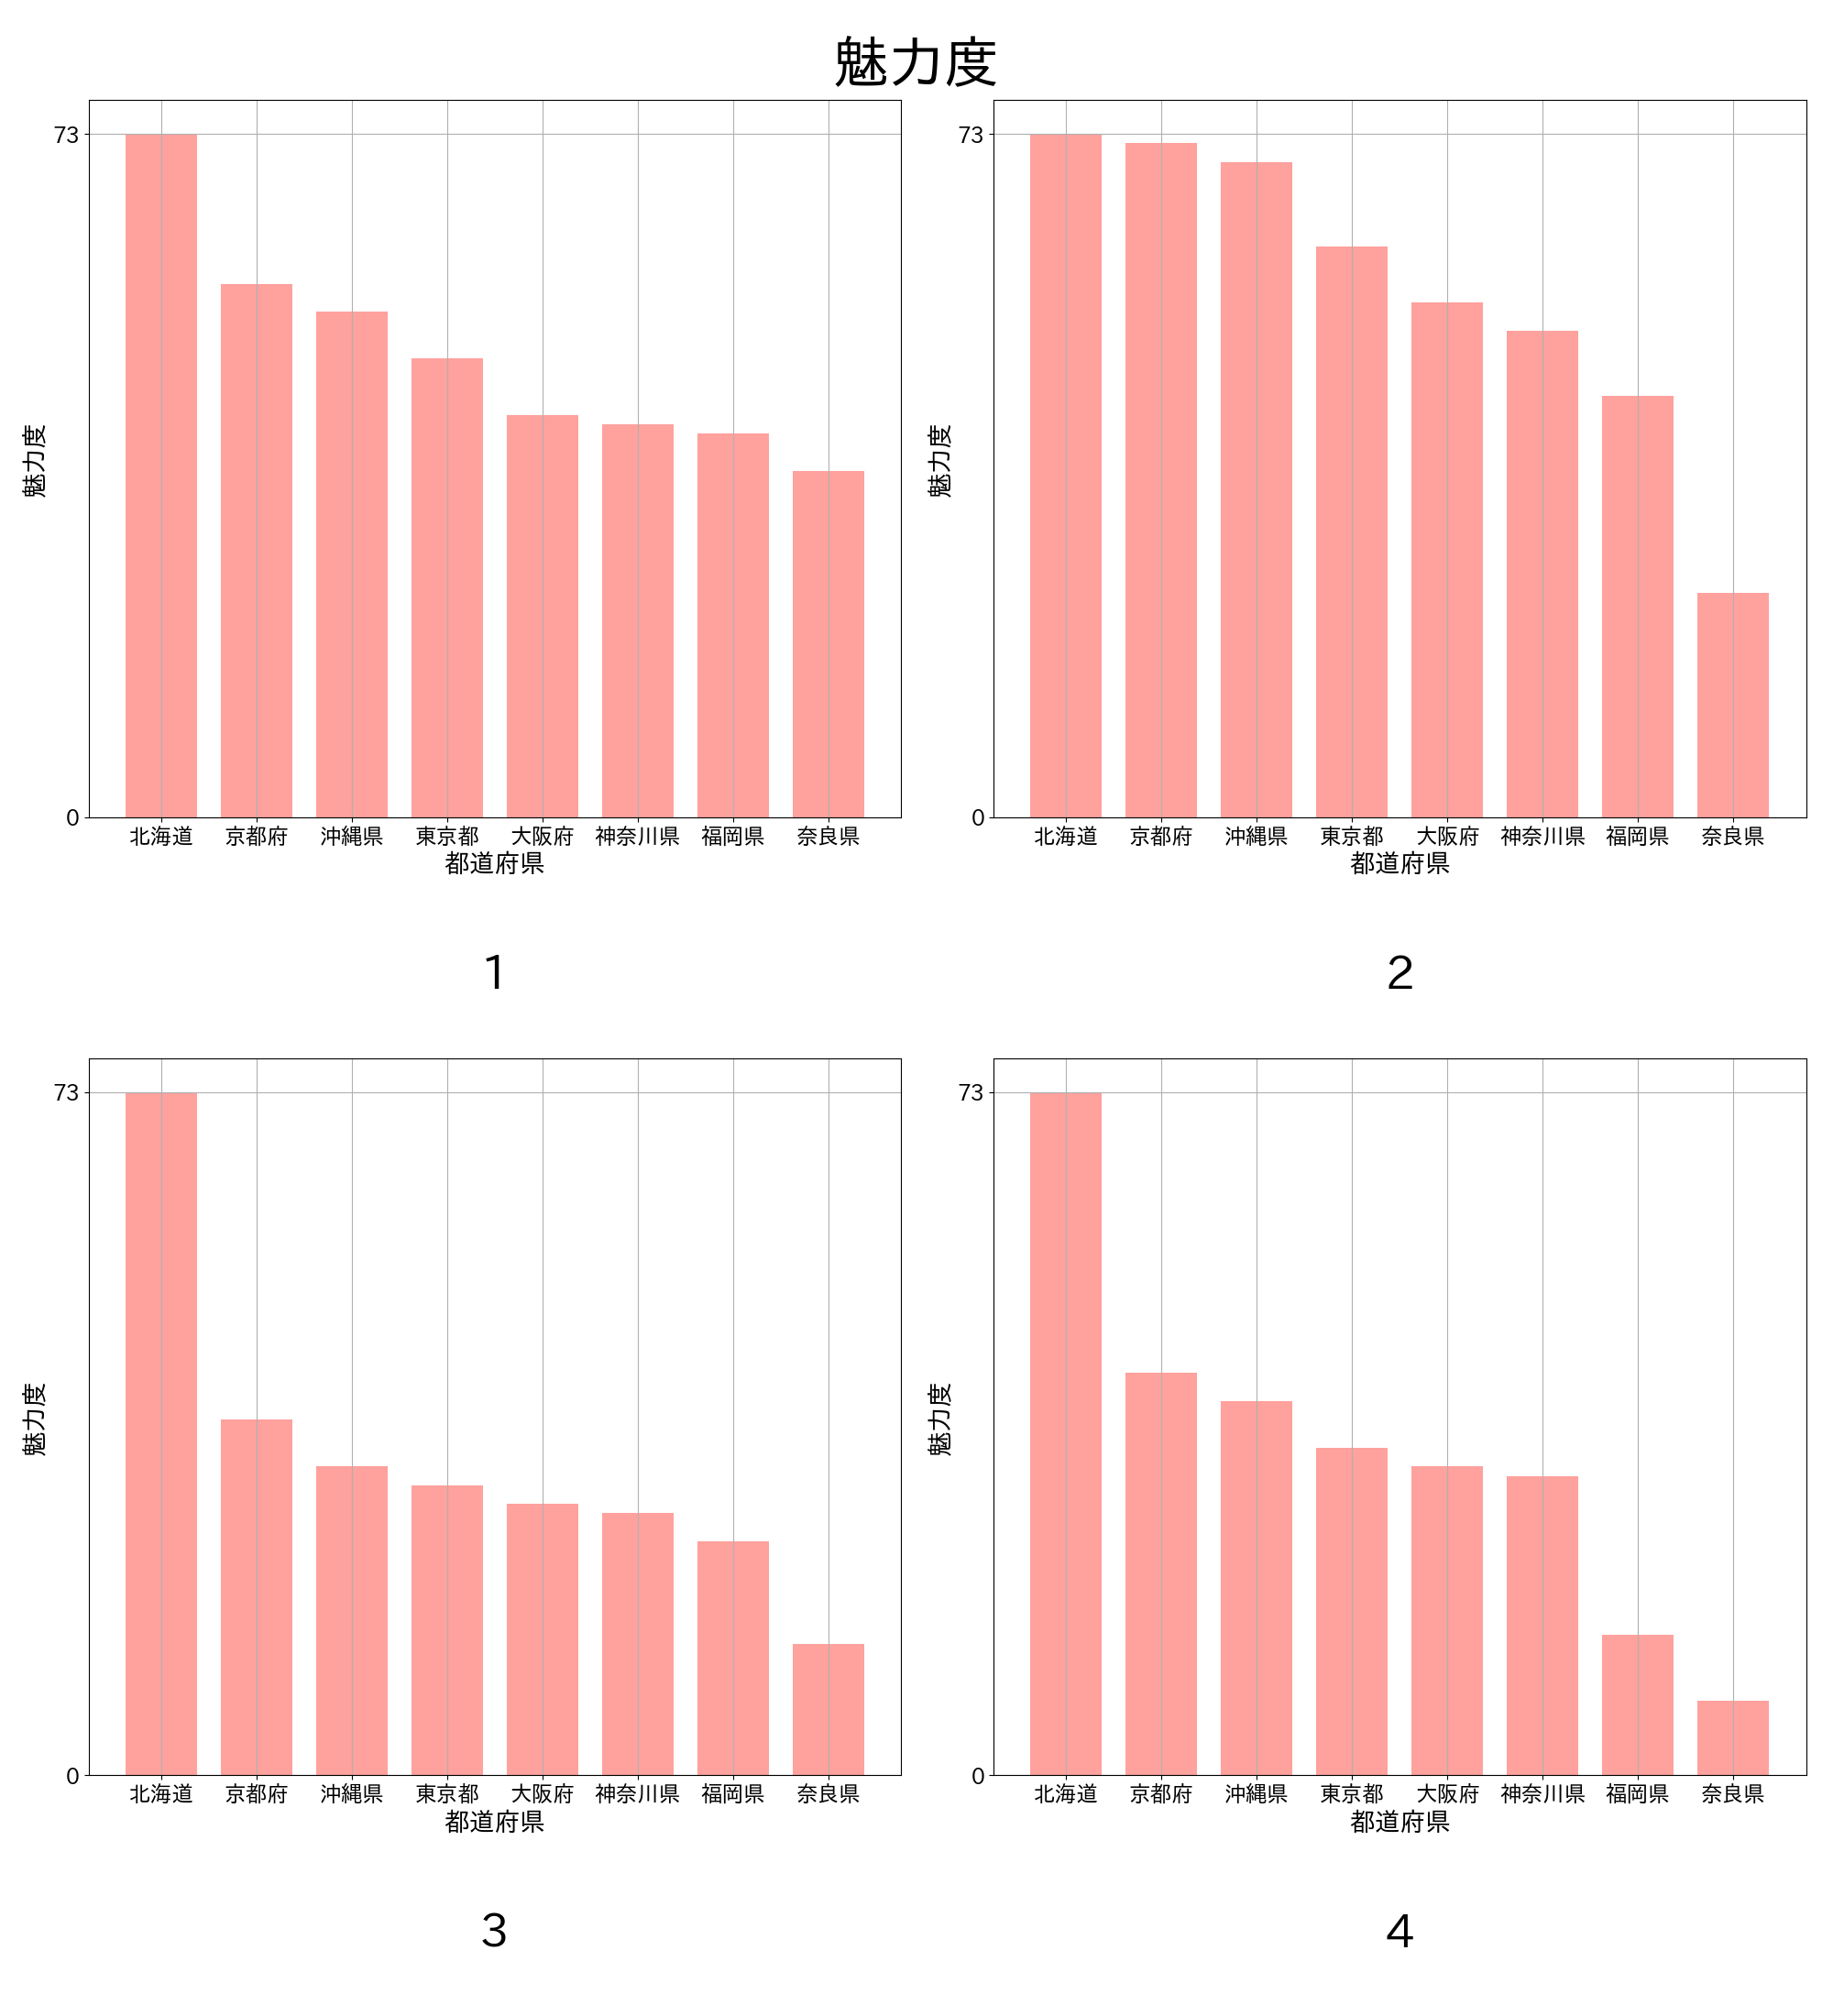 魅力度
73
0
魅力度
北海道 京都府 沖縄県 東京都 大阪府 神奈川県 福岡県 奈良県
都道府県
1
73
0
魅力度
北海道 京都府 沖縄県 東京都 大阪府 神奈川県 福岡県 奈良県
都道府県
2
73
0
魅力度
北海道 京都府 沖縄県 東京都 大阪府 神奈川県 福岡県 奈良県
都道府県
3
73
0
魅力度
北海道 京都府 沖縄県 東京都 大阪府 神奈川県 福岡県 奈良県
都道府県
4